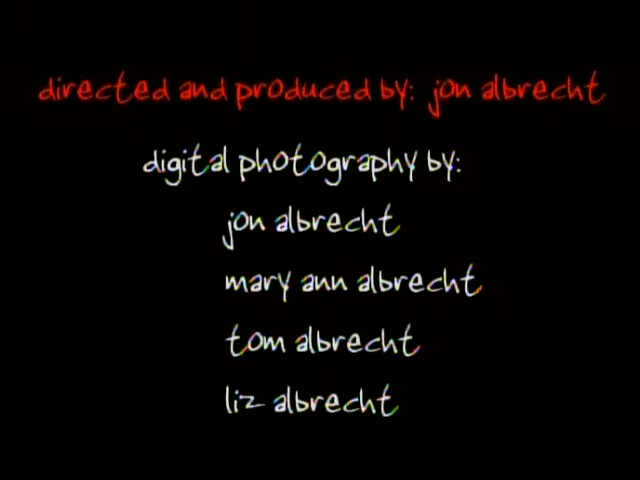 directed and produced by: jon albrecht
digital photography by:
jon albrecht
mary ann albrecht
tom albrecht
liz albrecht